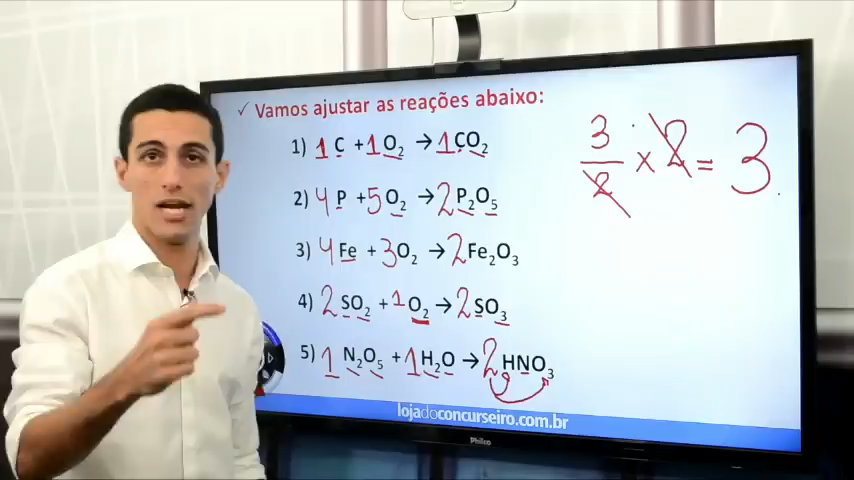 ✓ Vamos ajustar as reações abaixo:
1) 1 C + 1 O₂ → 1 CO₂
2) 4 P + 5 O₂ → 2 P₂O₅
3) 4 Fe + 3 O₂ → 2 Fe₂O₃
4) 2 SO₂ + 1 O₂ → 2 SO₃
5) 1 N₂O₅ + 1 H₂O → 2 HNO₃
3/2 x 2 = 3.
lojadoconcurseiro.com.br
Philco